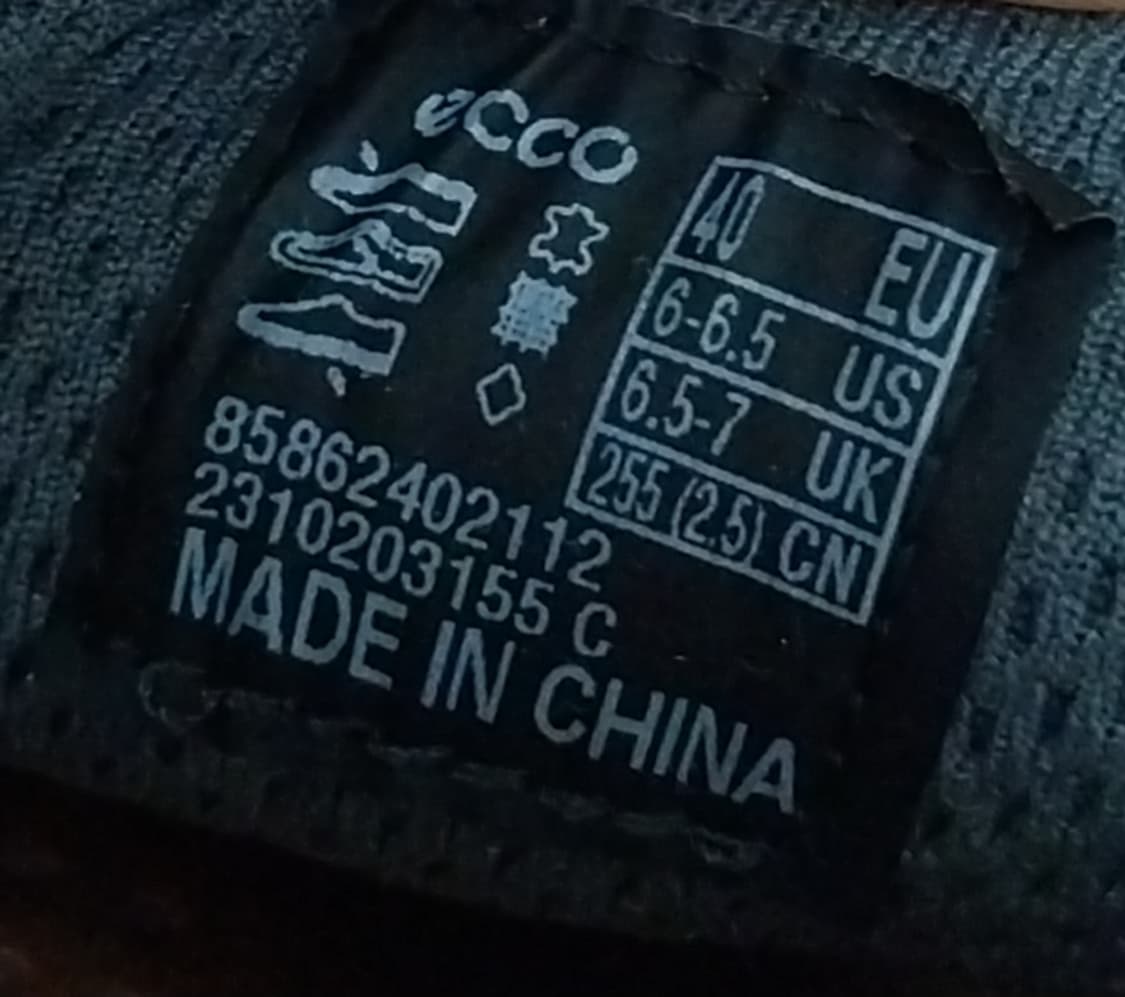 ecco
40 EU
6-6.5 US
6.5-7 UK
255 (2.5) CN
85862402112
2310203155 C
MADE IN CHINA